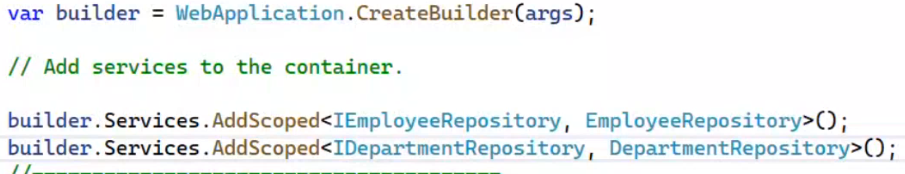 var builder = WebApplication.CreateBuilder(args);
// Add services to the container.
builder.Services.AddScoped<IEmployeeRepository, EmployeeRepository>();
builder.Services.AddScoped<IDepartmentRepository, DepartmentRepository>();